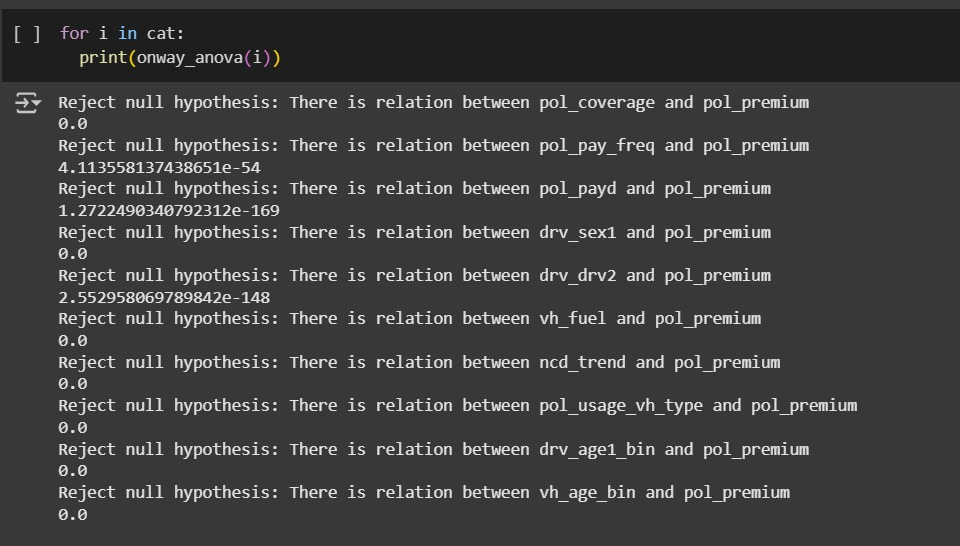 [ ] for i in cat:
print(onway_anova(i))
Reject null hypothesis: There is relation between pol_coverage and pol_premium
0.0
Reject null hypothesis: There is relation between pol_pay_freq and pol_premium
4.113558137438651e-54
Reject null hypothesis: There is relation between pol_payd and pol_premium
1.2722490340792312e-169
Reject null hypothesis: There is relation between drv_sex1 and pol_premium
0.0
Reject null hypothesis: There is relation between drv_drv2 and pol_premium
2.552958069789842e-148
Reject null hypothesis: There is relation between vh_fuel and pol_premium
0.0
Reject null hypothesis: There is relation between ncd_trend and pol_premium
0.0
Reject null hypothesis: There is relation between pol_usage_vh_type and pol_premium
0.0
Reject null hypothesis: There is relation between drv_age1_bin and pol_premium
0.0
Reject null hypothesis: There is relation between vh_age_bin and pol_premium
0.0